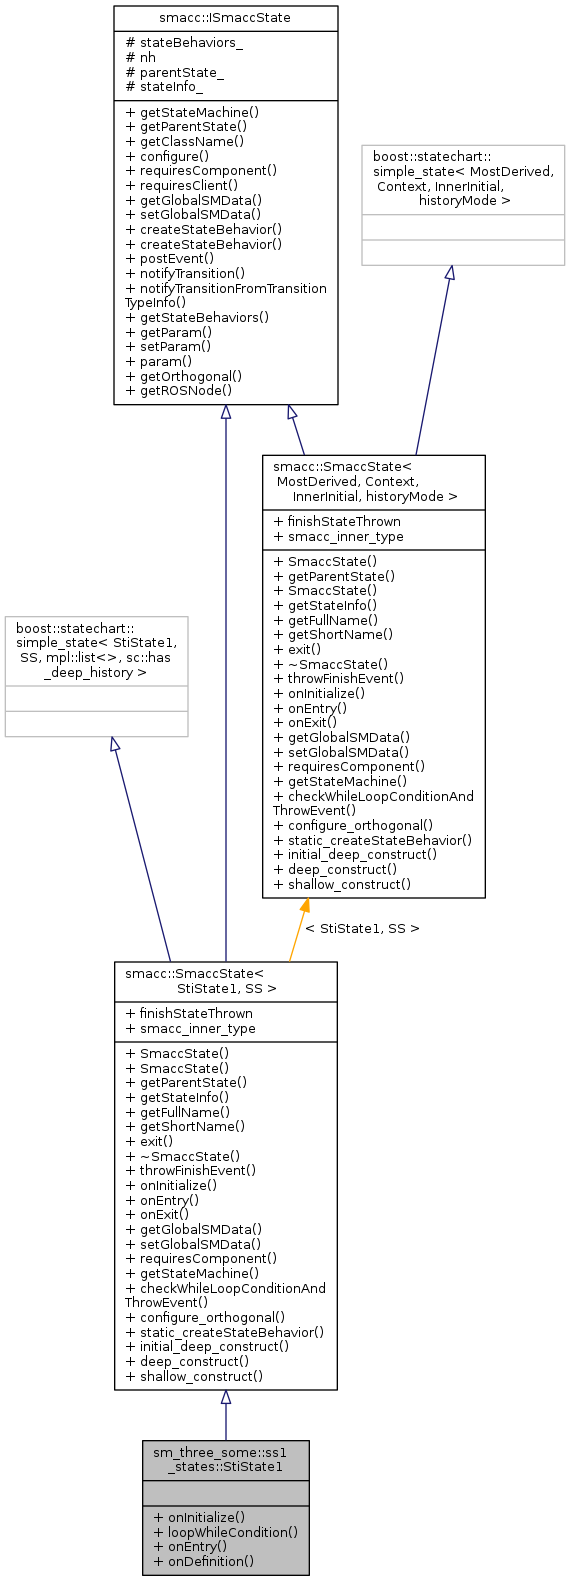 smacc::ISmaccState
# stateBehaviors_
# nh
# parentState_
# stateInfo_
+ getStateMachine()
+ getParentState()
+ getClassName()
+ configure()
+ requiresComponent()
+ requiresClient()
+ getGlobalSMData()
+ setGlobalSMData()
+ createStateBehavior()
+ createStateBehavior()
+ postEvent()
+ notifyTransition()
+ notifyTransitionFromTransition
TypeInfo()
+ getStateBehaviors()
+ getParam()
+ setParam()
+ param()
+ getOrthogonal()
+ getROSNode()
boost::statechart::
simple_state< MostDerived,
Context, InnerInitial,
historyMode >
smacc::SmaccState<
MostDerived, Context,
InnerInitial, historyMode >
+ finishStateThrown
+ smacc_inner_type
+ SmaccState()
+ getParentState()
+ SmaccState()
+ getStateInfo()
+ getFullName()
+ getShortName()
+ exit()
+ ~SmaccState()
+ throwFinishEvent()
+ onInitialize()
+ onEntry()
+ onExit()
+ getGlobalSMData()
+ setGlobalSMData()
+ requiresComponent()
+ getStateMachine()
+ checkWhileLoopConditionAnd
ThrowEvent()
+ configure_orthogonal()
+ static_createStateBehavior()
+ initial_deep_construct()
+ deep_construct()
+ shallow_construct()
boost::statechart::
simple_state< StiState1,
SS, mpl::list<>, sc::has
_deep_history >
< StiState1, SS >
smacc::SmaccState<
StiState1, SS >
+ finishStateThrown
+ smacc_inner_type
+ SmaccState()
+ SmaccState()
+ getParentState()
+ getStateInfo()
+ getFullName()
+ getShortName()
+ exit()
+ ~SmaccState()
+ throwFinishEvent()
+ onInitialize()
+ onEntry()
+ onExit()
+ getGlobalSMData()
+ setGlobalSMData()
+ requiresComponent()
+ getStateMachine()
+ checkWhileLoopConditionAnd
ThrowEvent()
+ configure_orthogonal()
+ static_createStateBehavior()
+ initial_deep_construct()
+ deep_construct()
+ shallow_construct()
sm_three_some::ss1
_states::StiState1
+ onInitialize()
+ loopWhileCondition()
+ onEntry()
+ onDefinition()